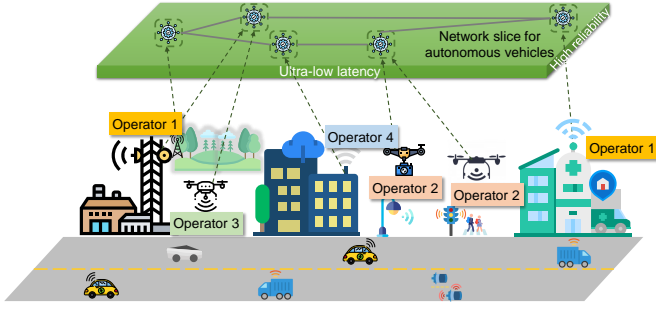 Network slice for
autonomous vehicles
High reliability
Ultra-low latency
Operator 1
Operator 4
Operator 1
Operator 2
Operator 2
Operator 3